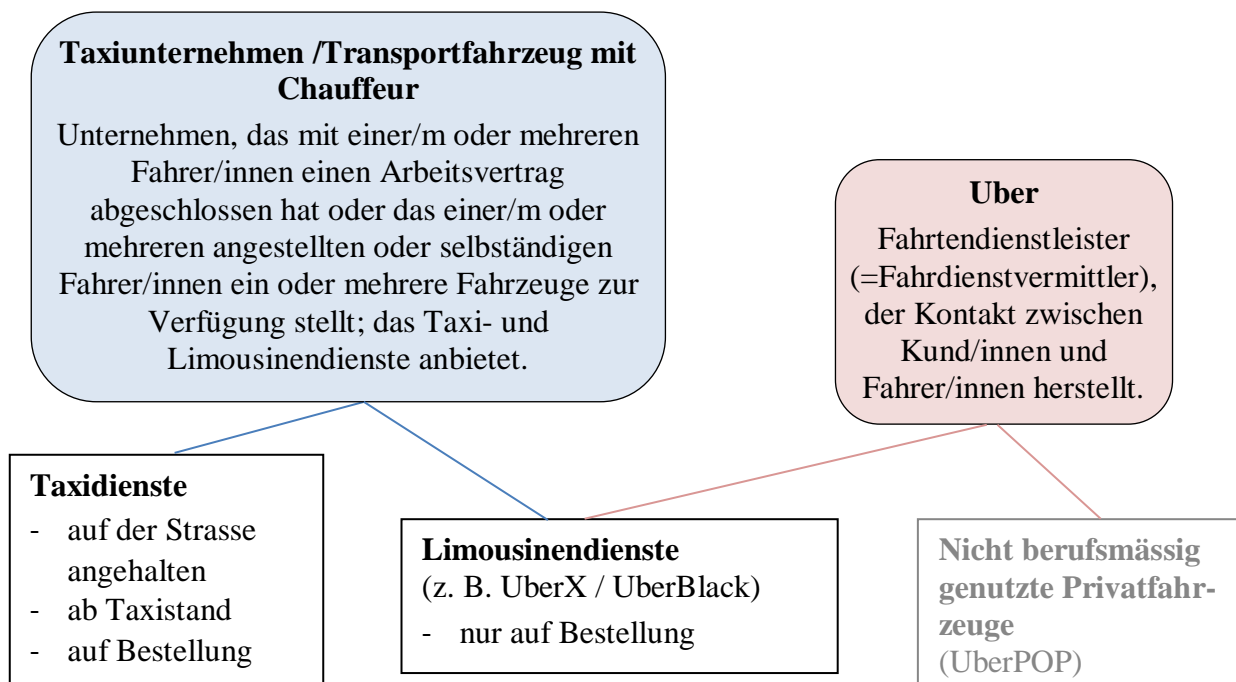 Taxiunternehmen /Transportfahrzeug mit
Chauffeur
Unternehmen, das mit einer/m oder mehreren
Fahrer/innen einen Arbeitsvertrag
abgeschlossen hat oder das einer/m oder
mehreren angestellten oder selbständigen
Fahrer/innen ein oder mehrere Fahrzeuge zur
Verfügung stellt; das Taxi- und
Limousinendienste anbietet.
Uber
Fahrtendienstleister
(=Fahrdienstvermittler),
der Kontakt zwischen
Kund/innen und
Fahrer/innen herstellt.
Taxidienste
- auf der Strasse
angehalten
- ab Taxistand
- auf Bestellung
Limousinendienste
(z. B. UberX / UberBlack)
- nur auf Bestellung
Nicht berufsmässig
genutzte Privatfahr-
zeuge
(UberPOP)